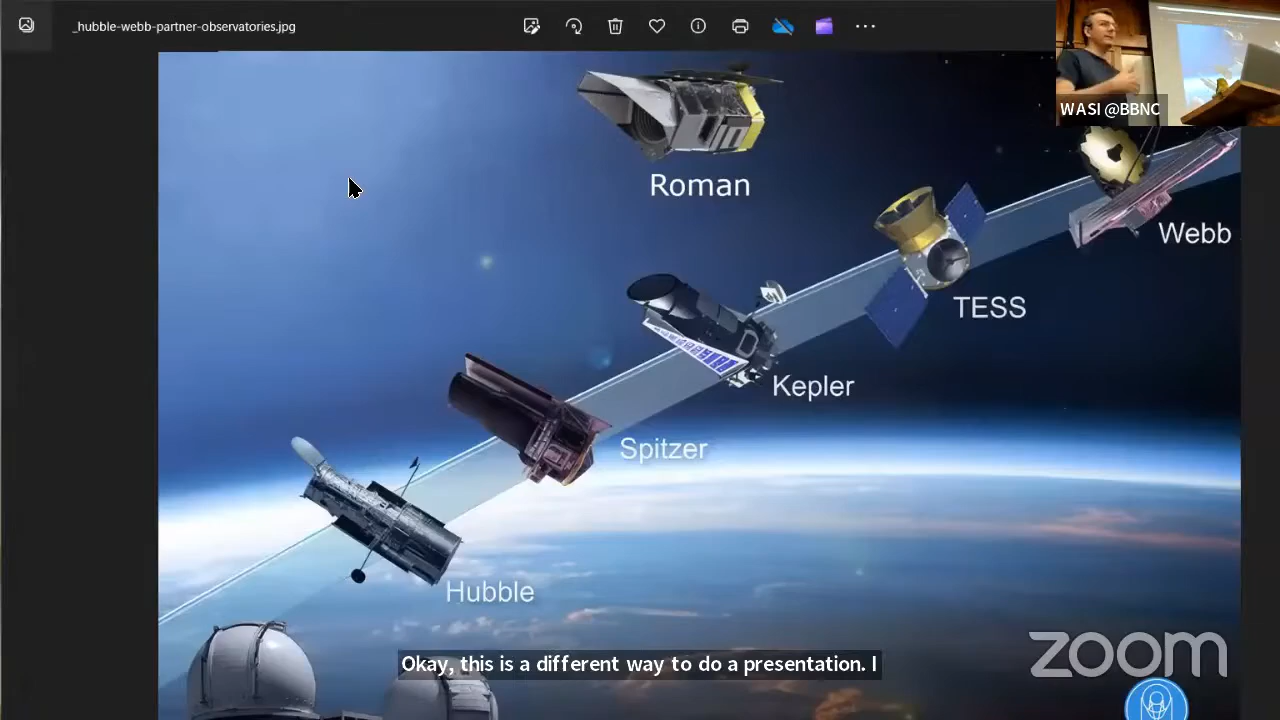 _hubble-webb-partner-observatories.jpg
WASI @BBNC
Roman
Webb
TESS
Kepler
Spitzer
Hubble
Okay, this is a different way to do a presentation. I
zoom